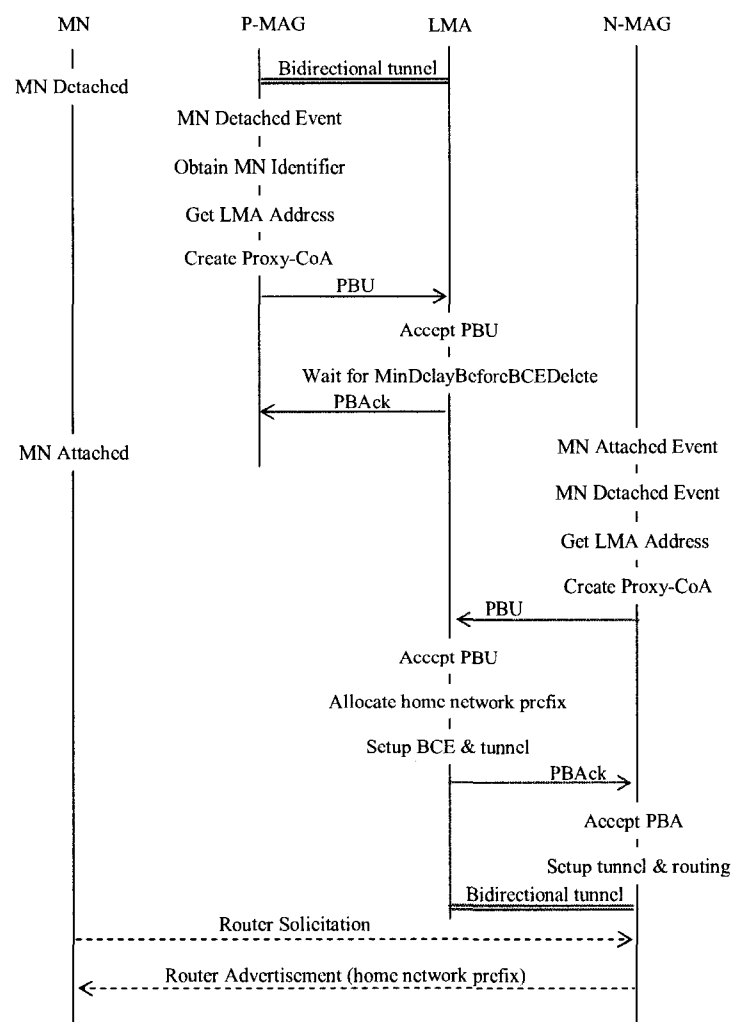 MN P-MAG LMA N-MAG
Bidirectional tunnel
MN Detached
MN Detached Event
Obtain MN Identifier
Get LMA Address
Create Proxy-CoA
PBU
Accept PBU
Wait for MinDelayBeforeBCEDelete
PBAck
MN Attached
MN Attached Event
MN Detached Event
Get LMA Address
Create Proxy-CoA
PBU
Accept PBU
Allocate home network prefix
Setup BCE & tunnel
PBAck
Accept PBA
Setup tunnel & routing
Bidirectional tunnel
Router Solicitation
Router Advertisement (home network prefix)